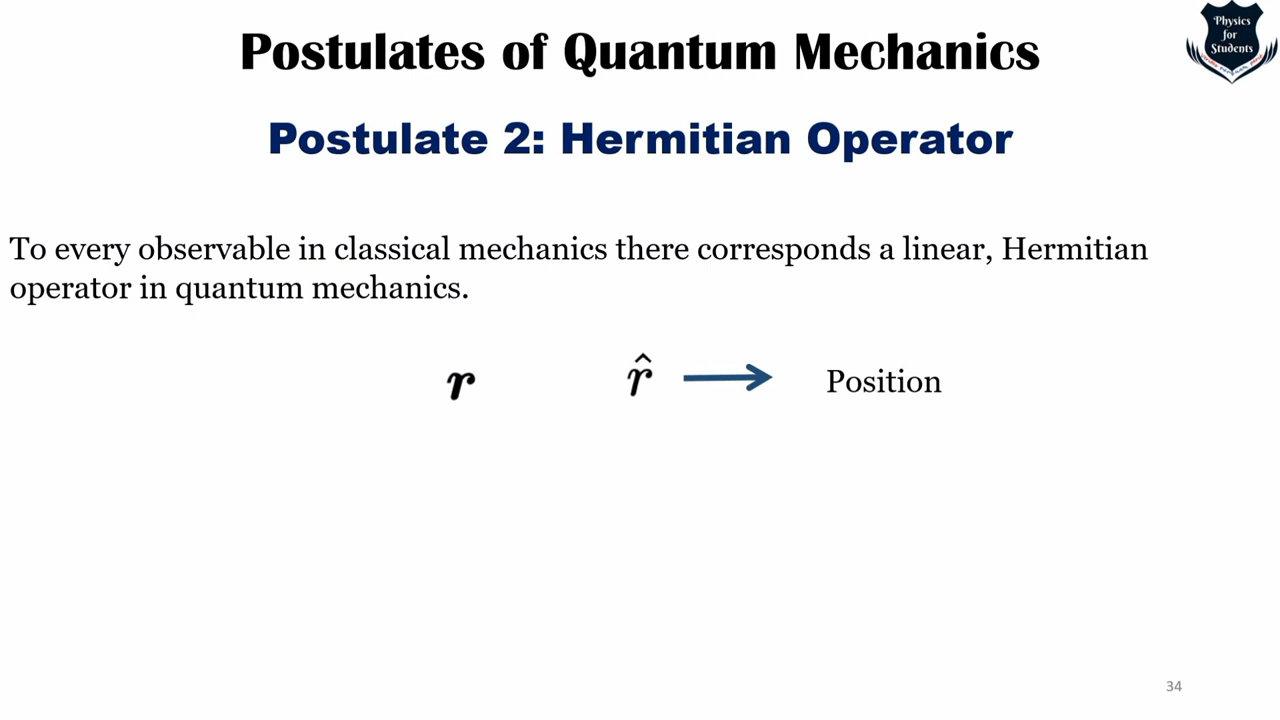 Physics
for
Students
Postulates of Quantum Mechanics
Postulate 2: Hermitian Operator
To every observable in classical mechanics there corresponds a linear, Hermitian
operator in quantum mechanics.
r r̂ → Position
34